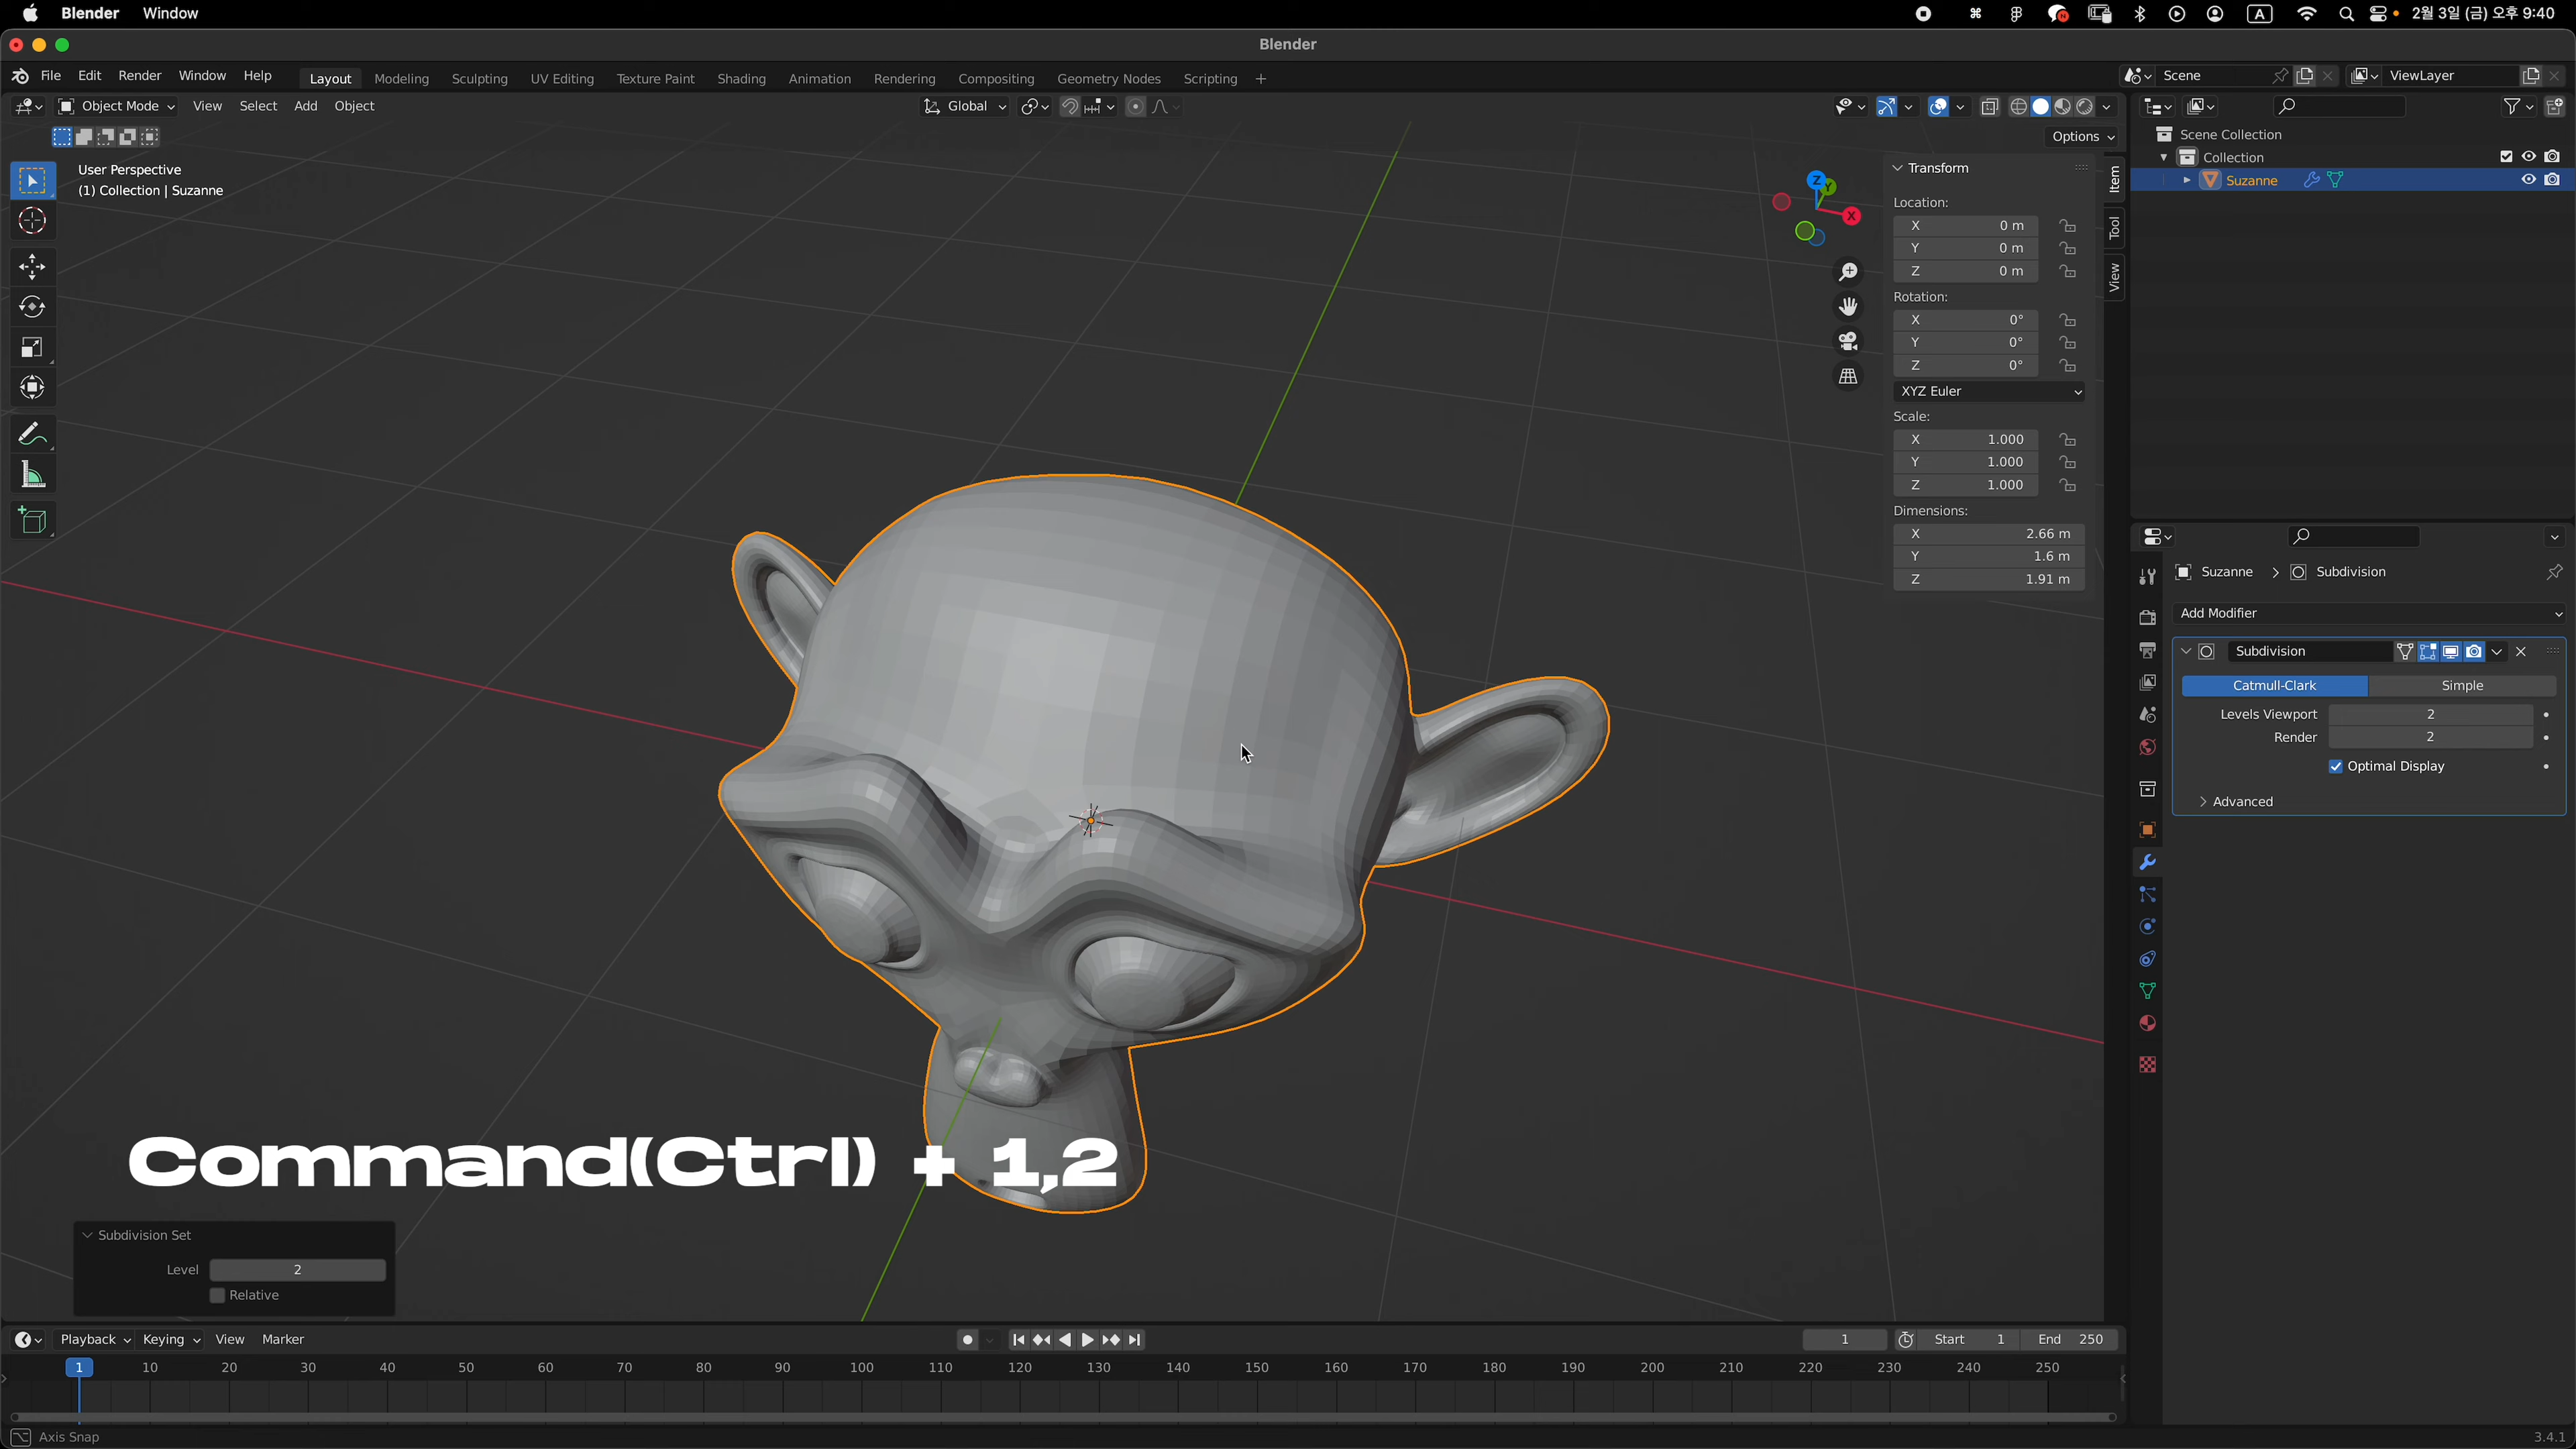 Blender Window
A
2월 3일 (금) 오후 9:40
Blender
File Edit Render Window Help
Layout Modeling Sculpting UV Editing Texture Paint Shading Animation Rendering Compositing Geometry Nodes Scripting +
Scene
ViewLayer
Object Mode View Select Add Object
Global
Options
User Perspective
(1) Collection | Suzanne
Z
Y
X
Transform
Location:
X 0 m
Y 0 m
Z 0 m
Rotation:
X 0°
Y 0°
Z 0°
XYZ Euler
Scale:
X 1.000
Y 1.000
Z 1.000
Dimensions:
X 2.66 m
Y 1.6 m
Z 1.91 m
Item
Tool
View
Scene Collection
Collection
Suzanne
Suzanne > Subdivision
Add Modifier
Subdivision
Catmull-Clark Simple
Levels Viewport 2
Render 2
Optimal Display
Advanced
Command(Ctrl) + 1,2
Subdivision Set
Level 2
Relative
Playback Keying View Marker
1
Start 1
End 250
1 10 20 30 40 50 60 70 80 90 100 110 120 130 140 150 160 170 180 190 200 210 220 230 240 250
Axis Snap
3.4.1